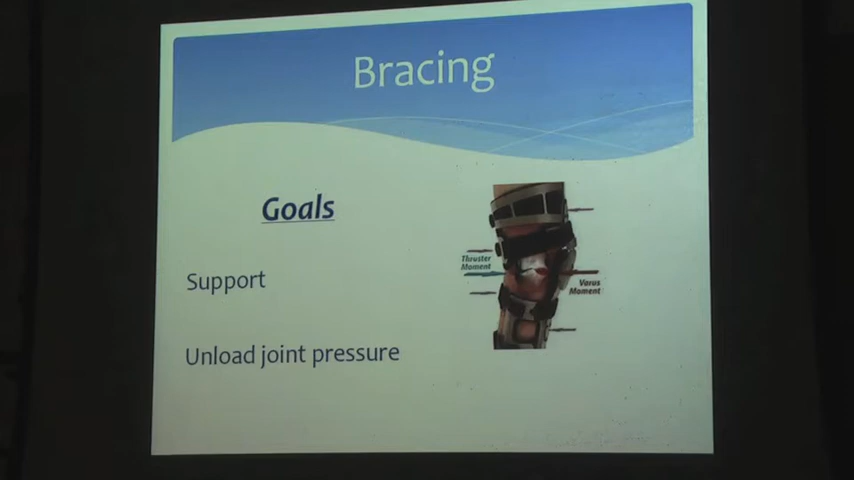 Bracing
Goals
Support
Unload joint pressure
Thruster
Moment
Varus
Moment